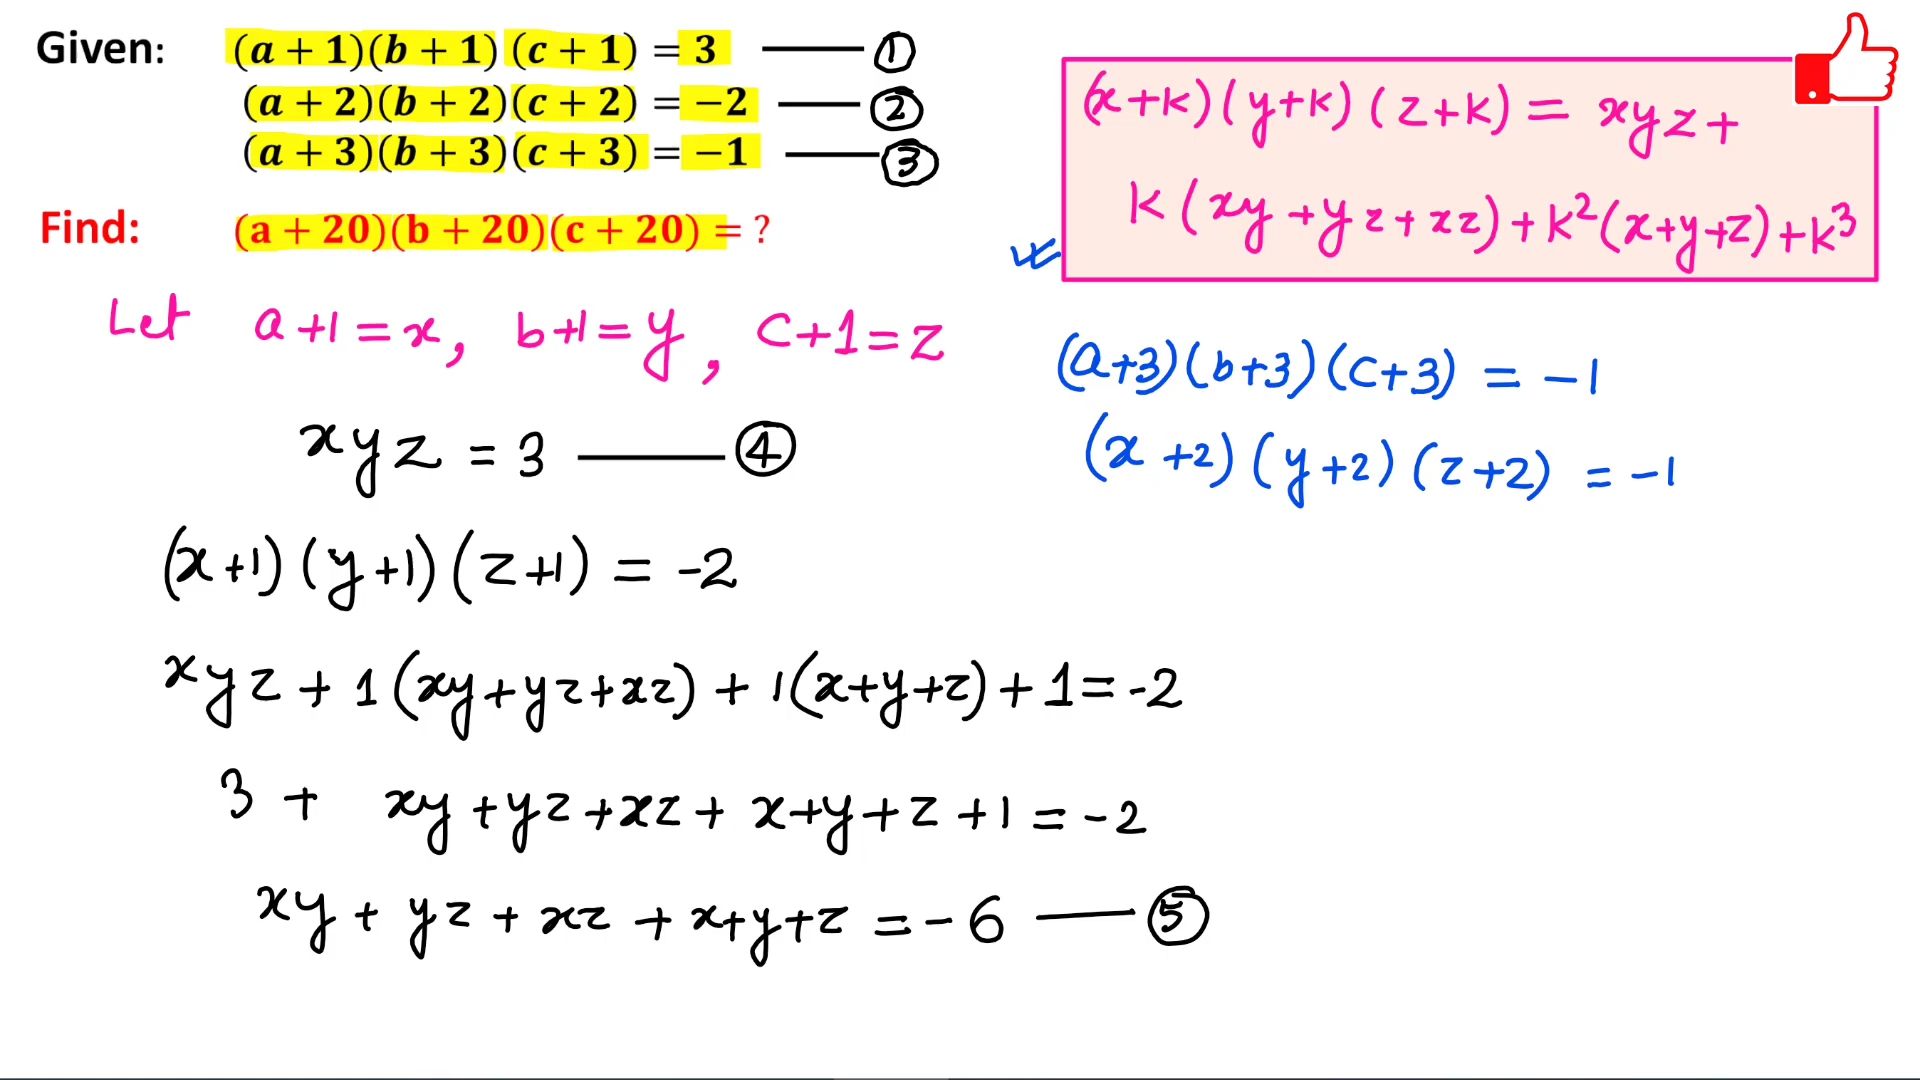 Given: (a + 1)(b + 1)(c + 1) = 3 ——— ①
(a + 2)(b + 2)(c + 2) = −2 ——— ②
(a + 3)(b + 3)(c + 3) = −1 ——— ③
Find: (a + 20)(b + 20)(c + 20) = ?
(x+k)(y+k)(z+k) = xyz+
k(xy+yz+xz)+k²(x+y+z)+k³
Let a+1=x, b+1=y, c+1=z
xyz = 3 ——— ④
(x+1)(y+1)(z+1) = -2
xyz + 1(xy+yz+xz) + 1(x+y+z) + 1 = -2
3 + xy+yz+xz+ x+y+z+1 = -2
xy + yz + xz + x+y+z = -6 ——— ⑤
(a+3)(b+3)(c+3) = -1
(x+2)(y+2)(z+2) = -1